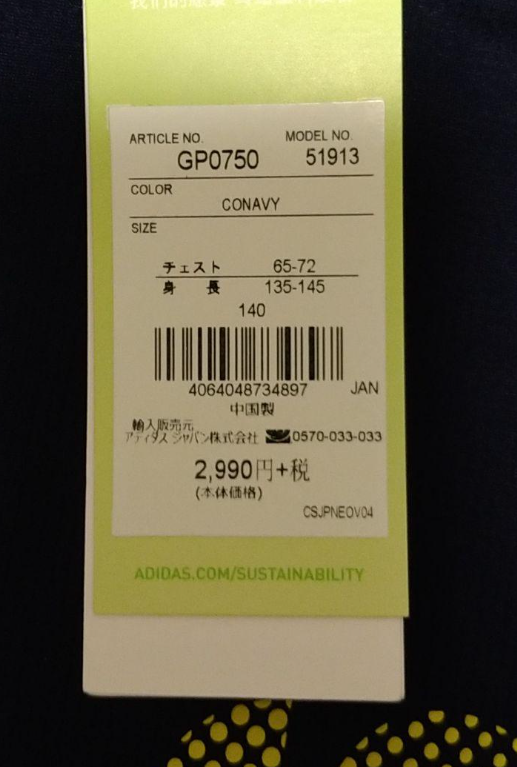 ARTICLE NO. MODEL NO.
GP0750 51913
COLOR
CONAVY
SIZE
チェスト 65-72
身 長 135-145
140
4064048734897 JAN
中国製
輸入販売元
アディダス ジャパン株式会社 0570-033-033
2,990円+税
(本体価格)
CSJPNEOV04
ADIDAS.COM/SUSTAINABILITY